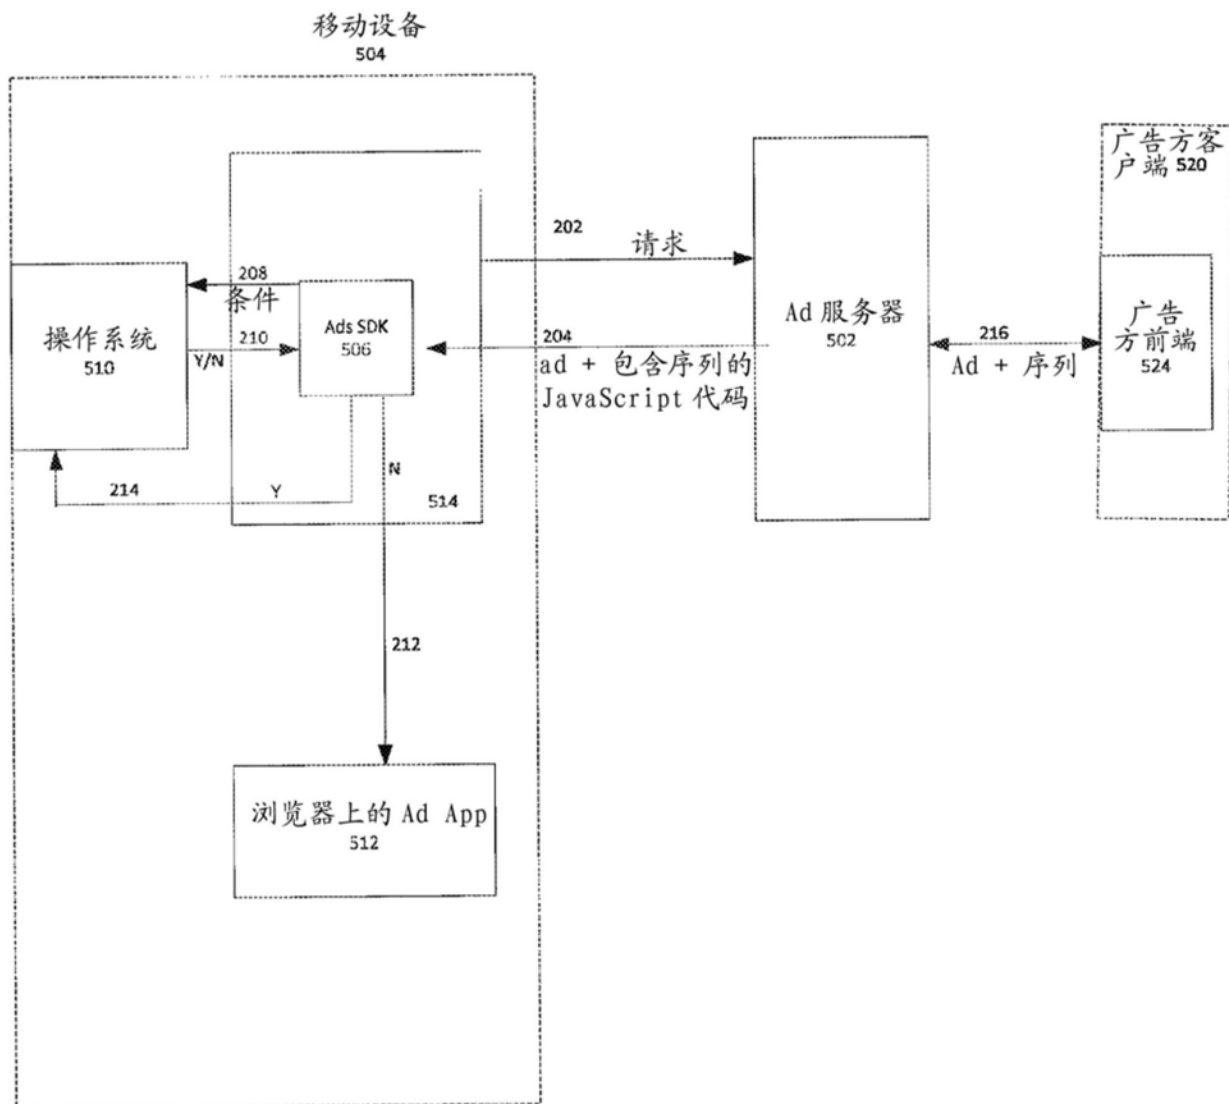 移动设备
504
广告方客
户端 520
202
请求
208
条件
Ads SDK
506
操作系统
510
210
Y/N
204
ad + 包含序列的
JavaScript 代码
Ad 服务器
502
216
Ad + 序列
广告
方前端
524
N
214
Y
514
212
浏览器上的 Ad App
512